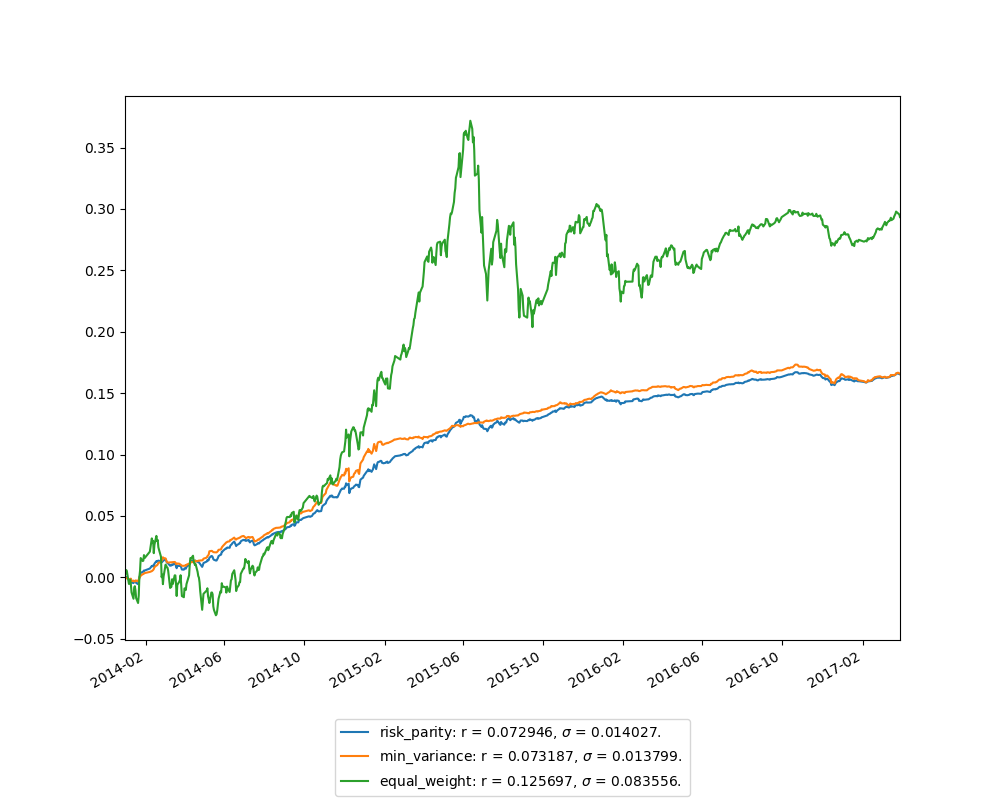 0.35
0.30
0.25
0.20
0.15
0.10
0.05
0.00
−0.05
2014-02 2014-06 2014-10 2015-02 2015-06 2015-10 2016-02 2016-06 2016-10 2017-02
risk_parity: r = 0.072946, σ = 0.014027.
min_variance: r = 0.073187, σ = 0.013799.
equal_weight: r = 0.125697, σ = 0.083556.